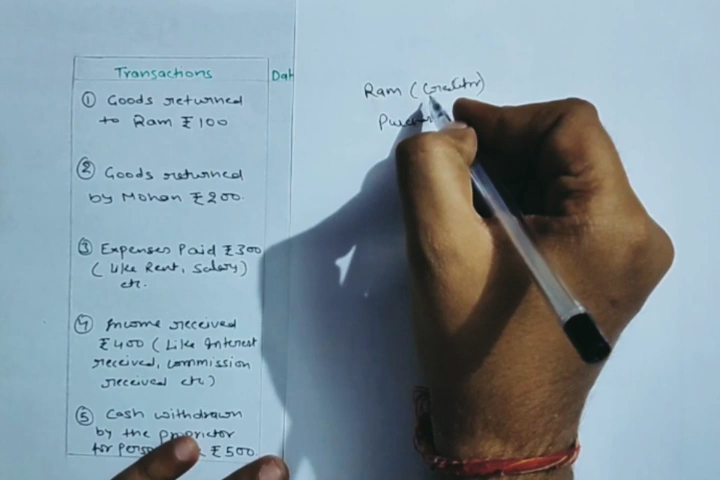 Transactions
Dat
① Goods returned
to Ram ₹100
② Goods returned
by Mohan ₹200.
③ Expenses Paid ₹300
(Like Rent, Salary)
etc.
④ Income received
₹400 (Like Interest
received, commission
received etc.)
⑤ Cash withdrawn
by the proprietor
for ₹500.
Ram (Creditor)